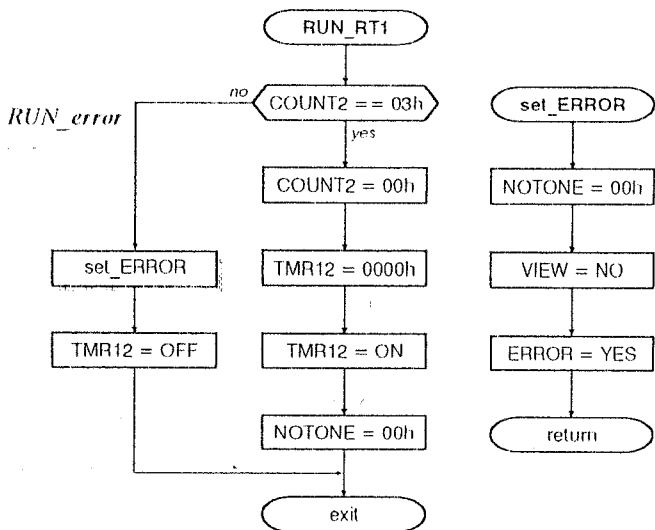 RUN_RT1
no
COUNT2 == 03h
RUN_error
set_ERROR
yes
COUNT2 = 00h
NOTONE = 00h
set_ERROR
TMR12 = 0000h
VIEW = NO
TMR12 = OFF
TMR12 = ON
ERROR = YES
NOTONE = 00h
return
exit